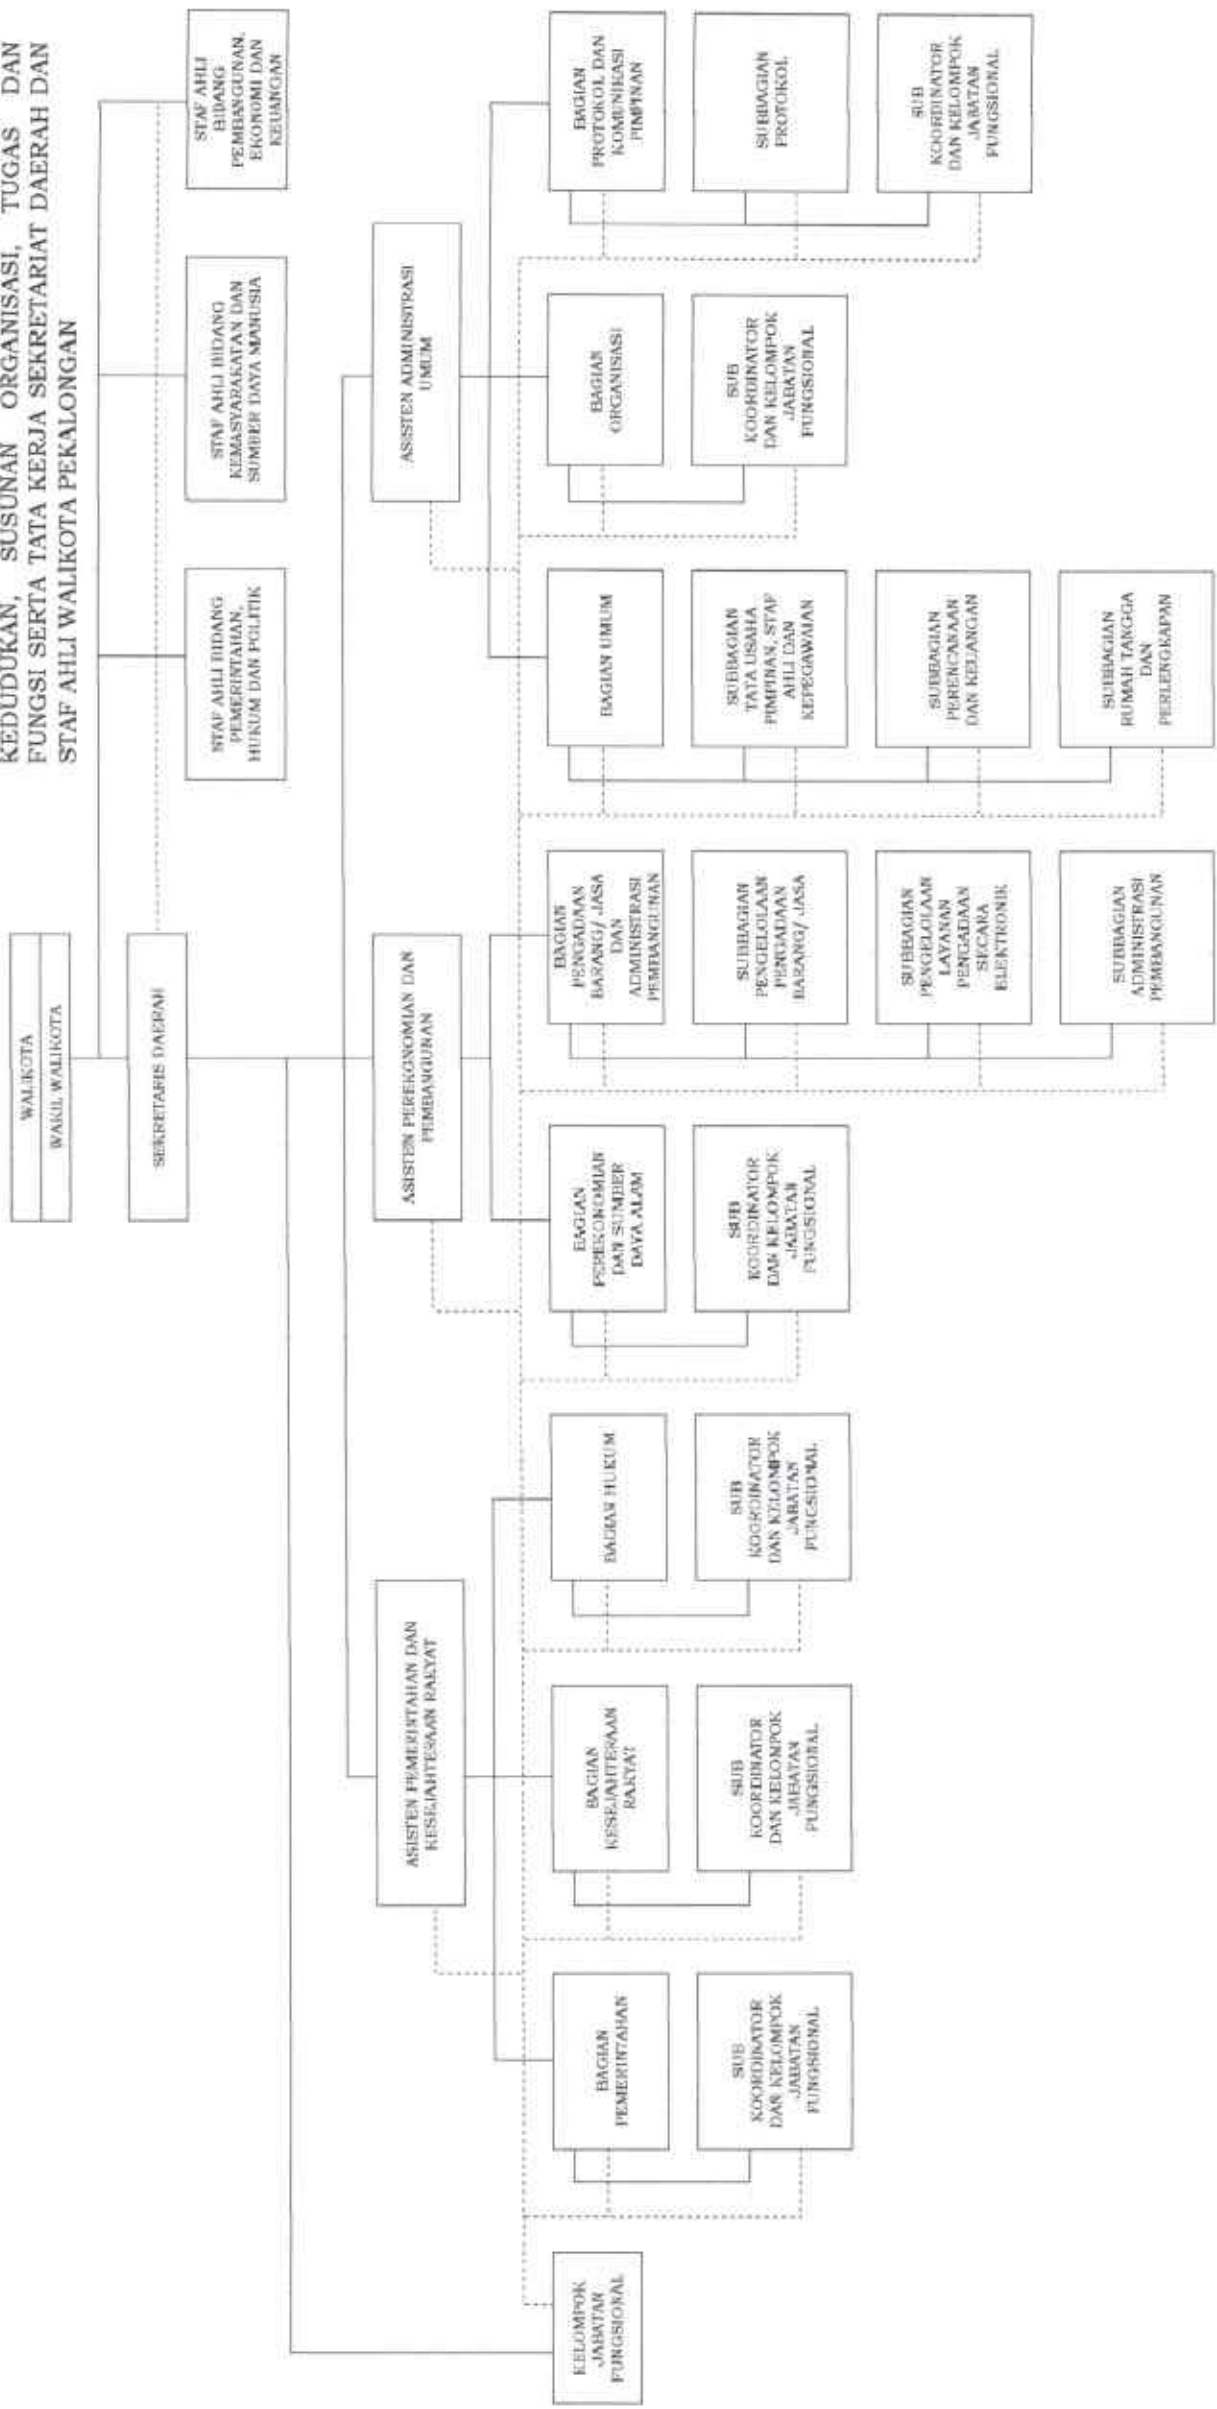 KEDUDUKAN, SUSUNAN ORGANISASI, TUGAS DAN
FUNGSI SERTA TATA KERJA SEKRETARIAT DAERAH DAN
STAF AHLI WALIKOTA PEKALONGAN
WALIKOTA
WAKIL WALIKOTA
SEKRETARIS DAERAH
STAF AHLI BIDANG
PEMERINTAHAN,
HUKUM DAN POLITIK
STAF AHLI BIDANG
KEMASYARAKATAN DAN
SUMBER DAYA MANUSIA
STAF AHLI
BIDANG
PEMBANGUNAN,
EKONOMI DAN
KEUANGAN
ASISTEN PEMERINTAHAN DAN
KESEJAHTERAAN RAKYAT
ASISTEN PEREKONOMIAN DAN
PEMBANGUNAN
ASISTEN ADMINISTRASI
UMUM
KELOMPOK
JABATAN
FUNGSIONAL
BAGIAN
PEMERINTAHAN
SUB
KOORDINATOR
DAN KELOMPOK
JABATAN
FUNGSIONAL
BAGIAN
KESEJAHTERAAN
RAKYAT
SUB
KOORDINATOR
DAN KELOMPOK
JABATAN
FUNGSIONAL
BAGIAN HUKUM
SUB
KOORDINATOR
DAN KELOMPOK
JABATAN
FUNGSIONAL
BAGIAN
PEREKONOMIAN
DAN SUMBER
DAYA ALAM
SUB
KOORDINATOR
DAN KELOMPOK
JABATAN
FUNGSIONAL
BAGIAN
PENGADAAN
BARANG/ JASA
DAN
ADMINISTRASI
PEMBANGUNAN
SUBBAGIAN
PENGELOLAAN
PENGADAAN
BARANG/ JASA
SUBBAGIAN
PENGELOLAAN
LAYANAN
PENGADAAN
SECARA
ELEKTRONIK
SUBBAGIAN
ADMINISTRASI
PEMBANGUNAN
BAGIAN UMUM
SUBBAGIAN
TATA USAHA
PIMPINAN, STAF
AHLI DAN
KEPEGAWAIAN
SUBBAGIAN
PERENCANAAN
DAN KEUANGAN
SUBBAGIAN
RUMAH TANGGA
DAN
PERLENGKAPAN
BAGIAN
ORGANISASI
SUB
KOORDINATOR
DAN KELOMPOK
JABATAN
FUNGSIONAL
BAGIAN
PROTOKOL DAN
KOMUNIKASI
PIMPINAN
SUBBAGIAN
PROTOKOL
SUB
KOORDINATOR
DAN KELOMPOK
JABATAN
FUNGSIONAL